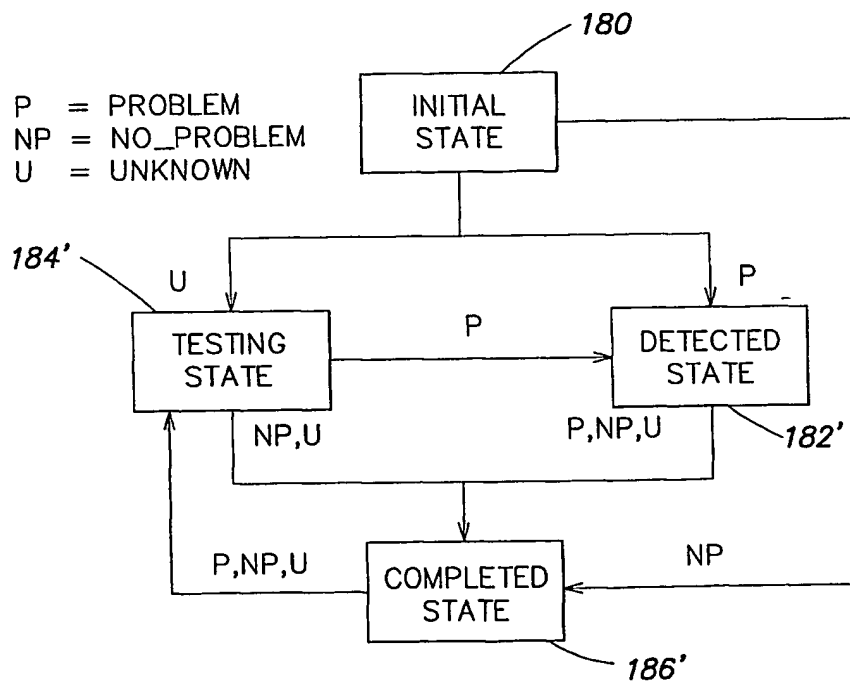 180
P = PROBLEM
NP = NO_PROBLEM
U = UNKNOWN
INITIAL
STATE
184'
U
P
TESTING
STATE
P
DETECTED
STATE
NP,U
P,NP,U
182'
P,NP,U
COMPLETED
STATE
NP
186'